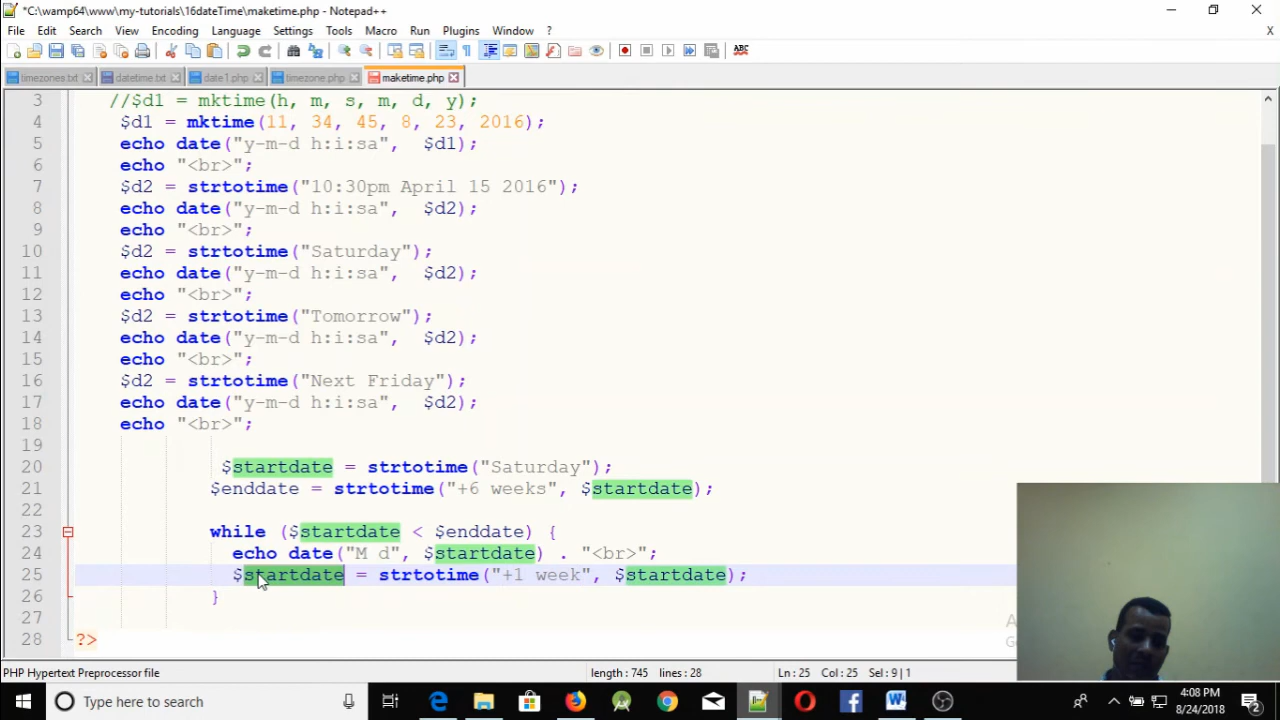 *C:\wamp64\www\my-tutorials\16dateTime\maketime.php - Notepad++
File Edit Search View Encoding Language Settings Tools Macro Run Plugins Window ? X
timezones.txt datetime.txt date1.php timezone.php maketime.php
3 //$d1 = mktime(h, m, s, m, d, y);
4 $d1 = mktime(11, 34, 45, 8, 23, 2016);
5 echo date("y-m-d h:i:sa", $d1);
6 echo "<br>";
7 $d2 = strtotime("10:30pm April 15 2016");
8 echo date("y-m-d h:i:sa", $d2);
9 echo "<br>";
10 $d2 = strtotime("Saturday");
11 echo date("y-m-d h:i:sa", $d2);
12 echo "<br>";
13 $d2 = strtotime("Tomorrow");
14 echo date("y-m-d h:i:sa", $d2);
15 echo "<br>";
16 $d2 = strtotime("Next Friday");
17 echo date("y-m-d h:i:sa", $d2);
18 echo "<br>";
19
20 $startdate = strtotime("Saturday");
21 $enddate = strtotime("+6 weeks", $startdate);
22
23 while ($startdate < $enddate) {
24 echo date("M d", $startdate) . "<br>";
25 $startdate = strtotime("+1 week", $startdate);
26 }
27
28 ?>
PHP Hypertext Preprocessor file length : 745 lines : 28 Ln : 25 Col : 25 Sel : 9 | 1
Type here to search
4:08 PM
8/24/2018
2